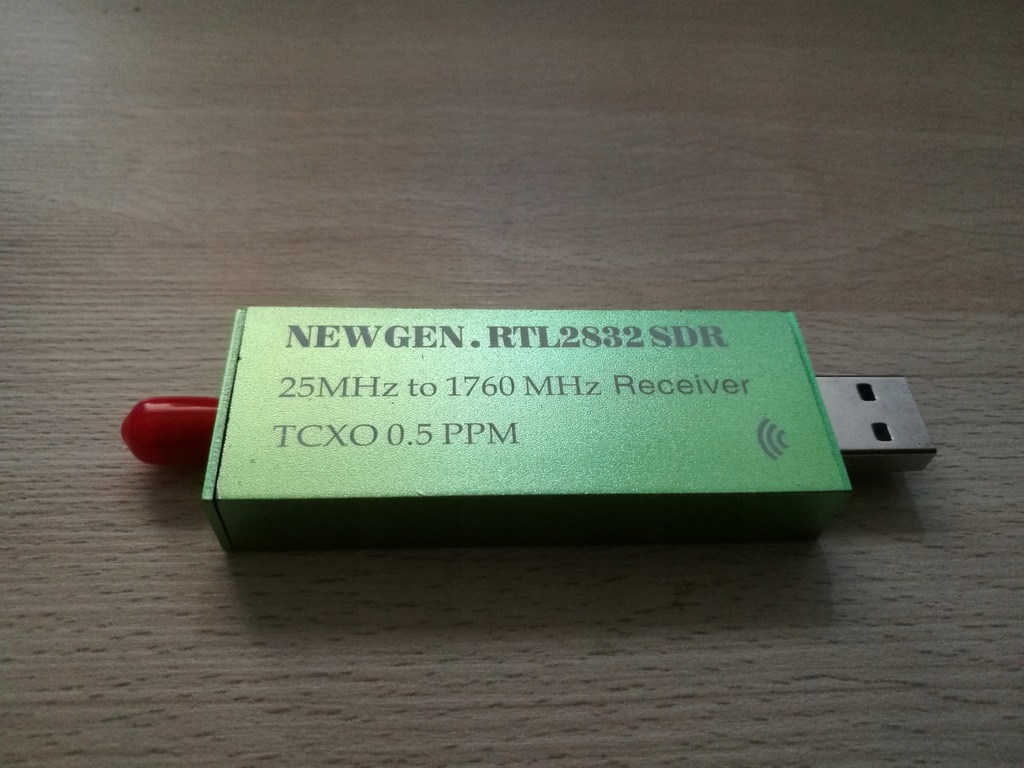 NEWGEN.RTL2832 SDR
25MHz to 1760 MHz Receiver
TCXO 0.5 PPM